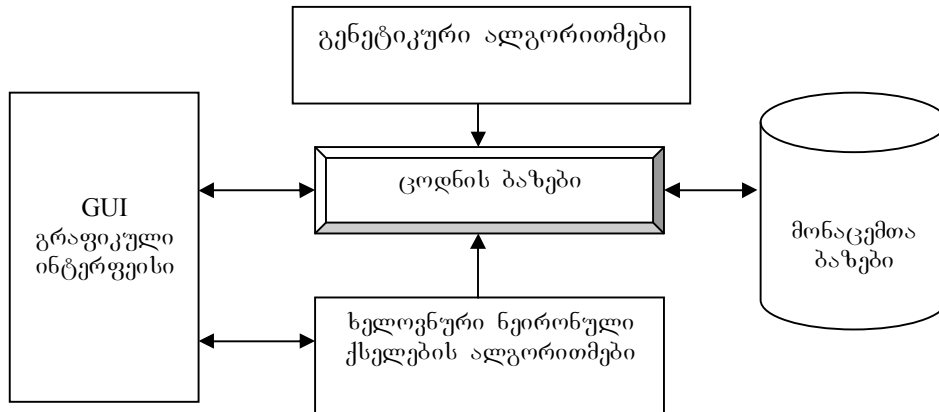 გენეტიკური ალგორითმები
ცოდნის ბაზები
GUI
გრაფიკული
ინტერფეისი
მონაცემთა
ბაზები
ხელოვნური ნეირონული
ქსელების ალგორითმები